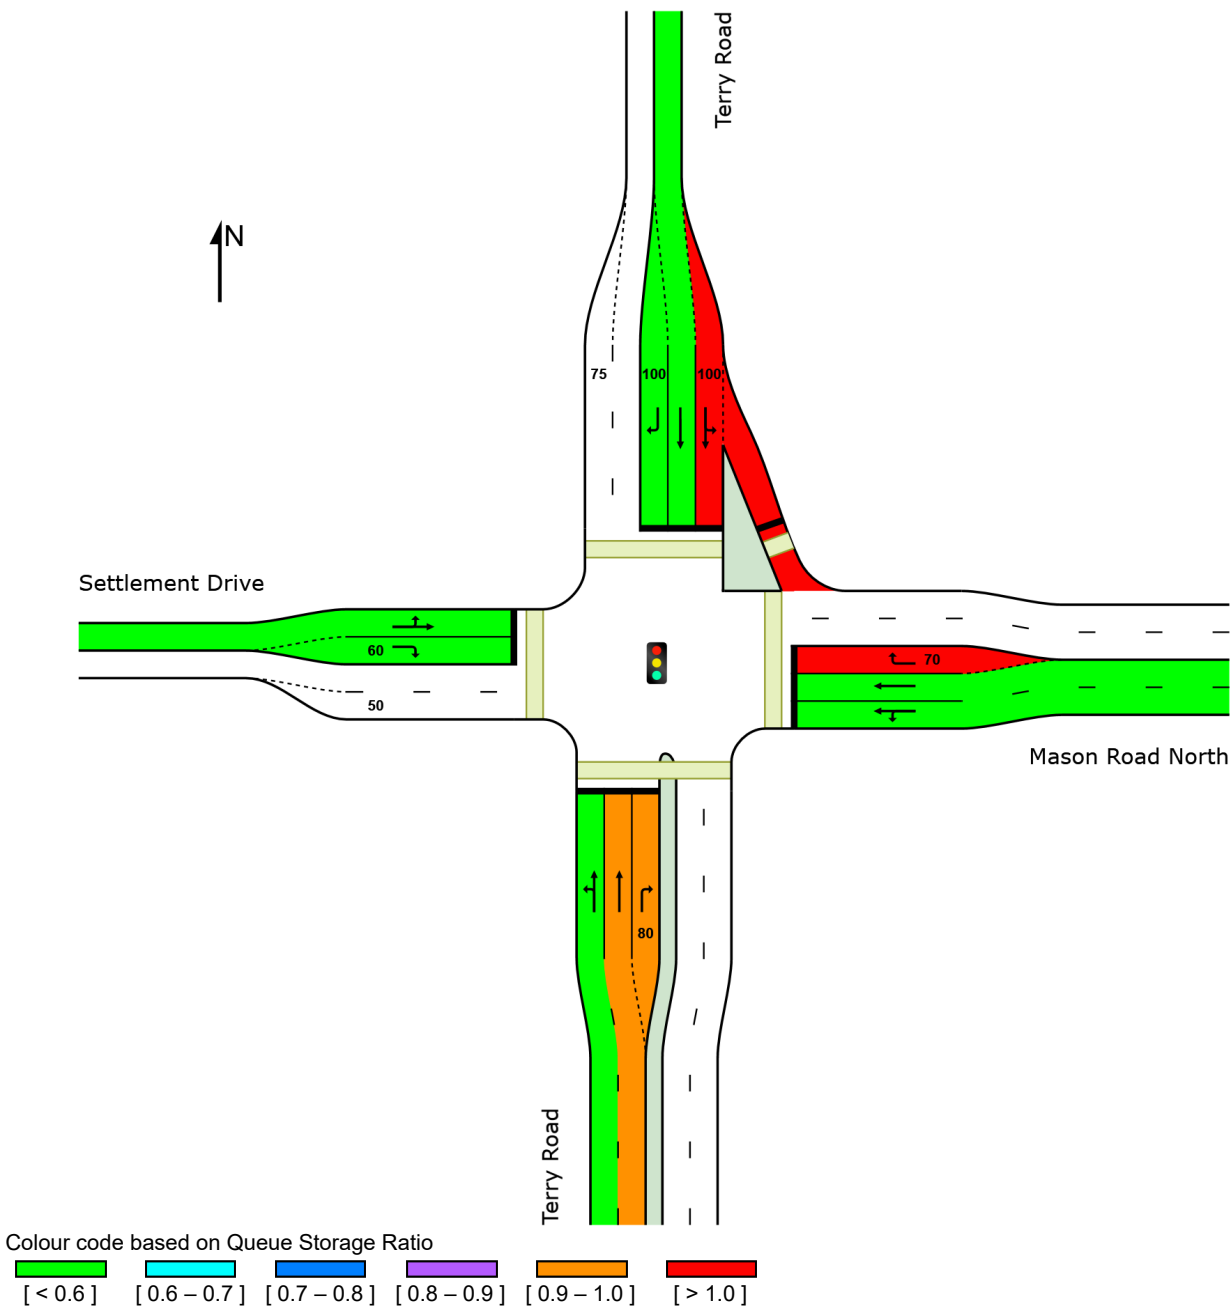 Terry Road
N
75
100
100
Settlement Drive
60
50
70
Mason Road North
80
Terry Road
Colour code based on Queue Storage Ratio
[ < 0.6 ] [ 0.6 – 0.7 ] [ 0.7 – 0.8 ] [ 0.8 – 0.9 ] [ 0.9 – 1.0 ] [ > 1.0 ]